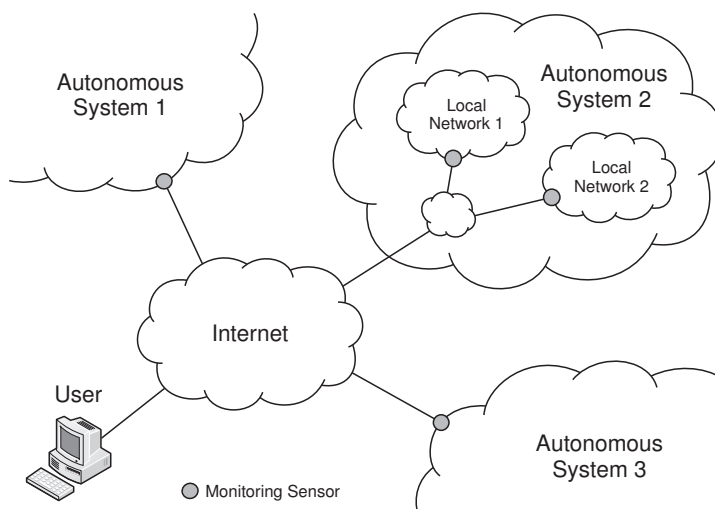 Autonomous
System 1
Autonomous
System 2
Local
Network 1
Local
Network 2
Internet
User
Autonomous
System 3
Monitoring Sensor